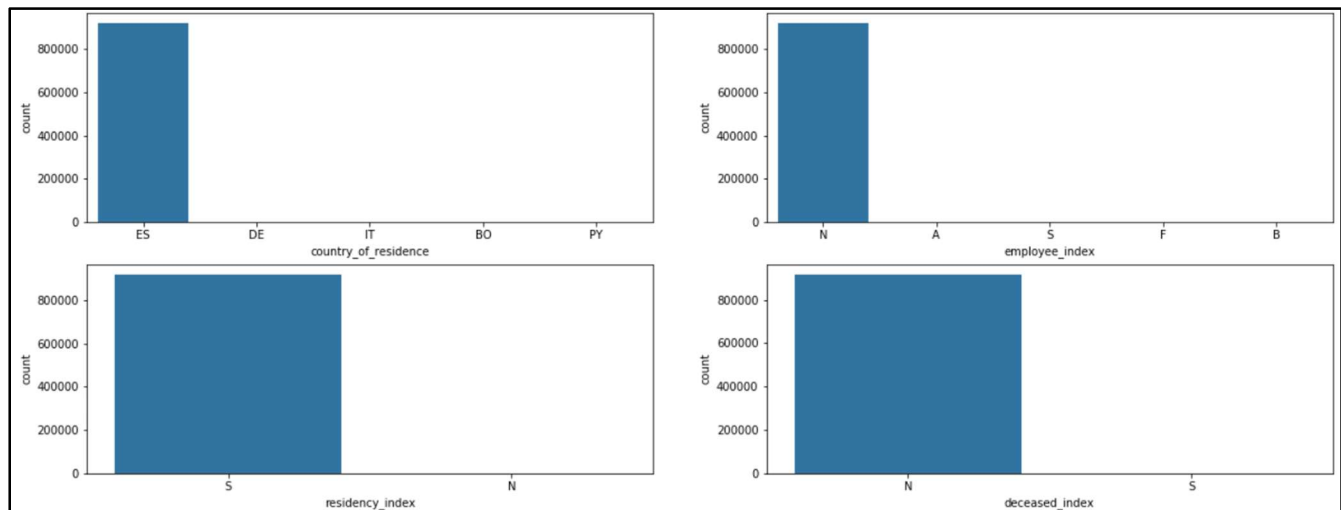 800000
600000
400000
200000
0
count
ES DE IT BO PY
country_of_residence
800000
600000
400000
200000
0
count
N A S F B
employee_index
800000
600000
400000
200000
0
count
S N
residency_index
800000
600000
400000
200000
0
count
N S
deceased_index